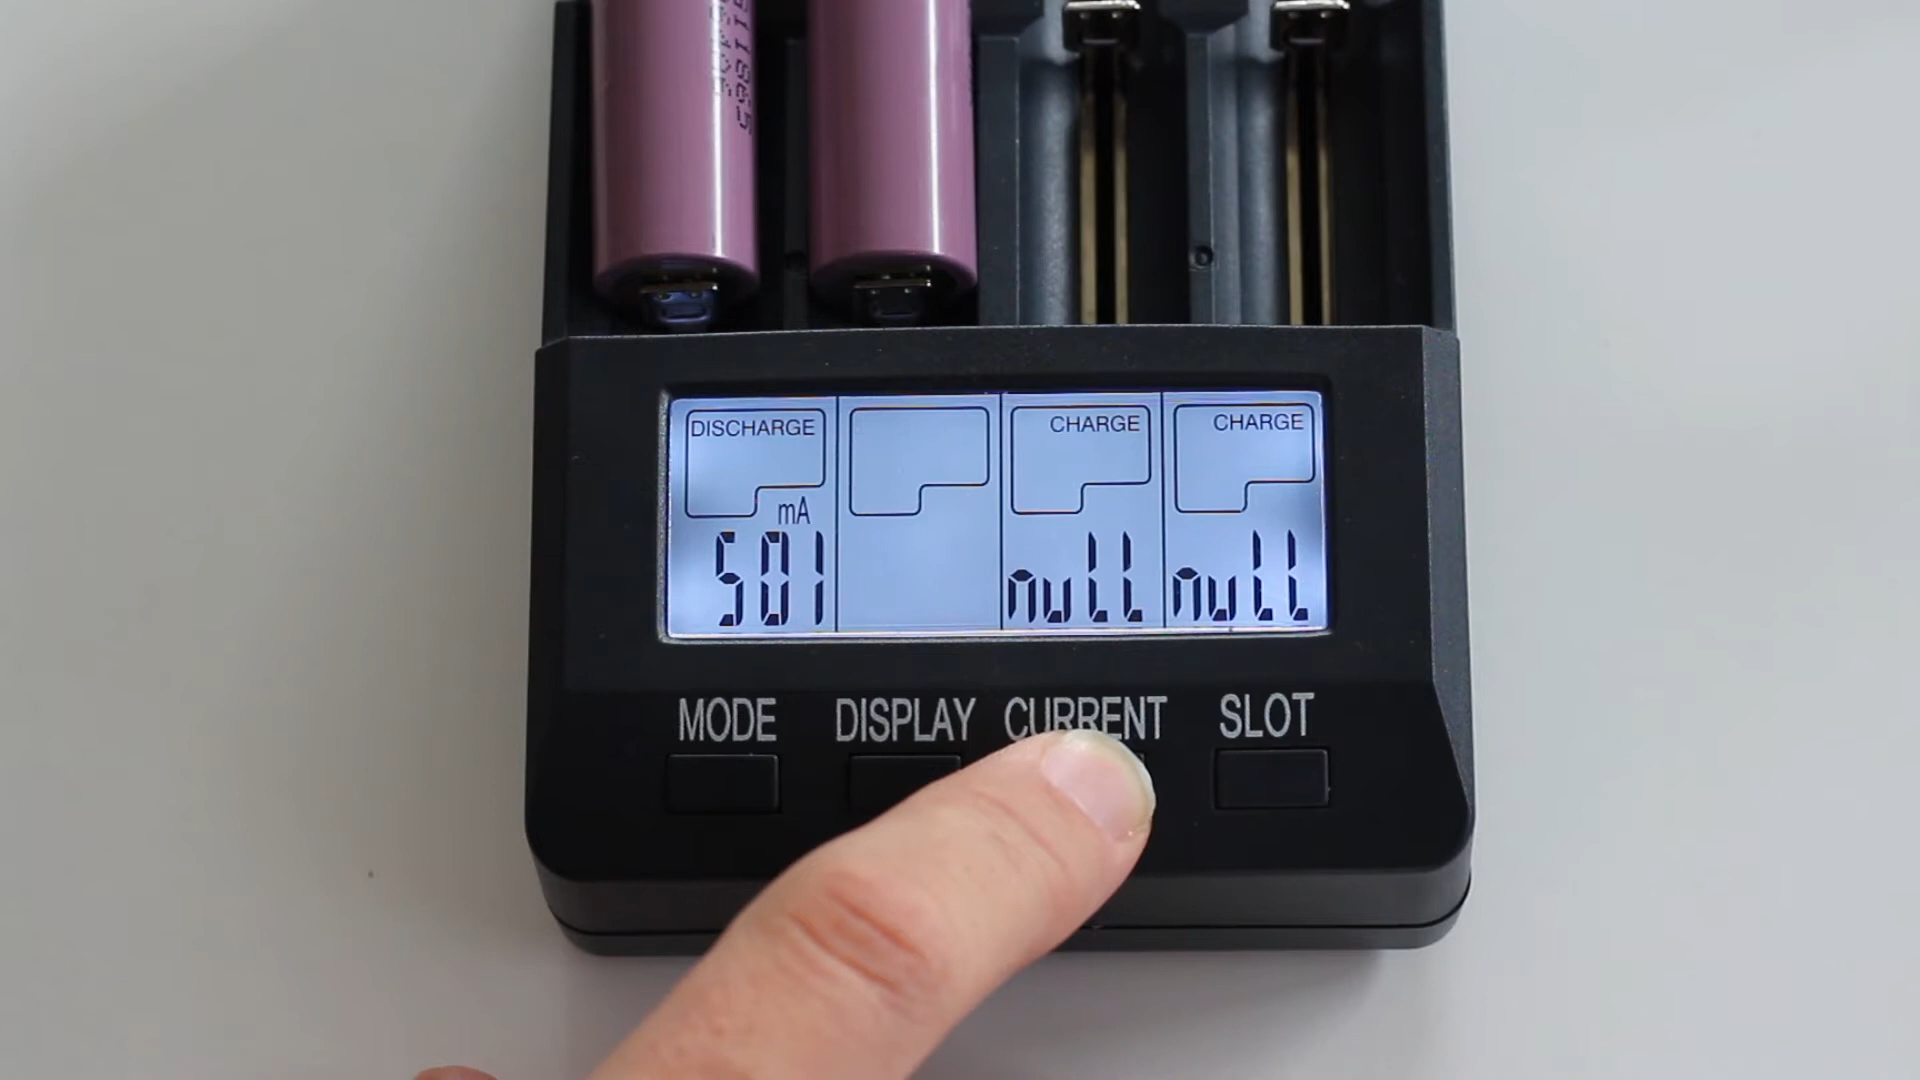 DISCHARGE
CHARGE
CHARGE
mA
501
null
null
MODE
DISPLAY
CURRENT
SLOT